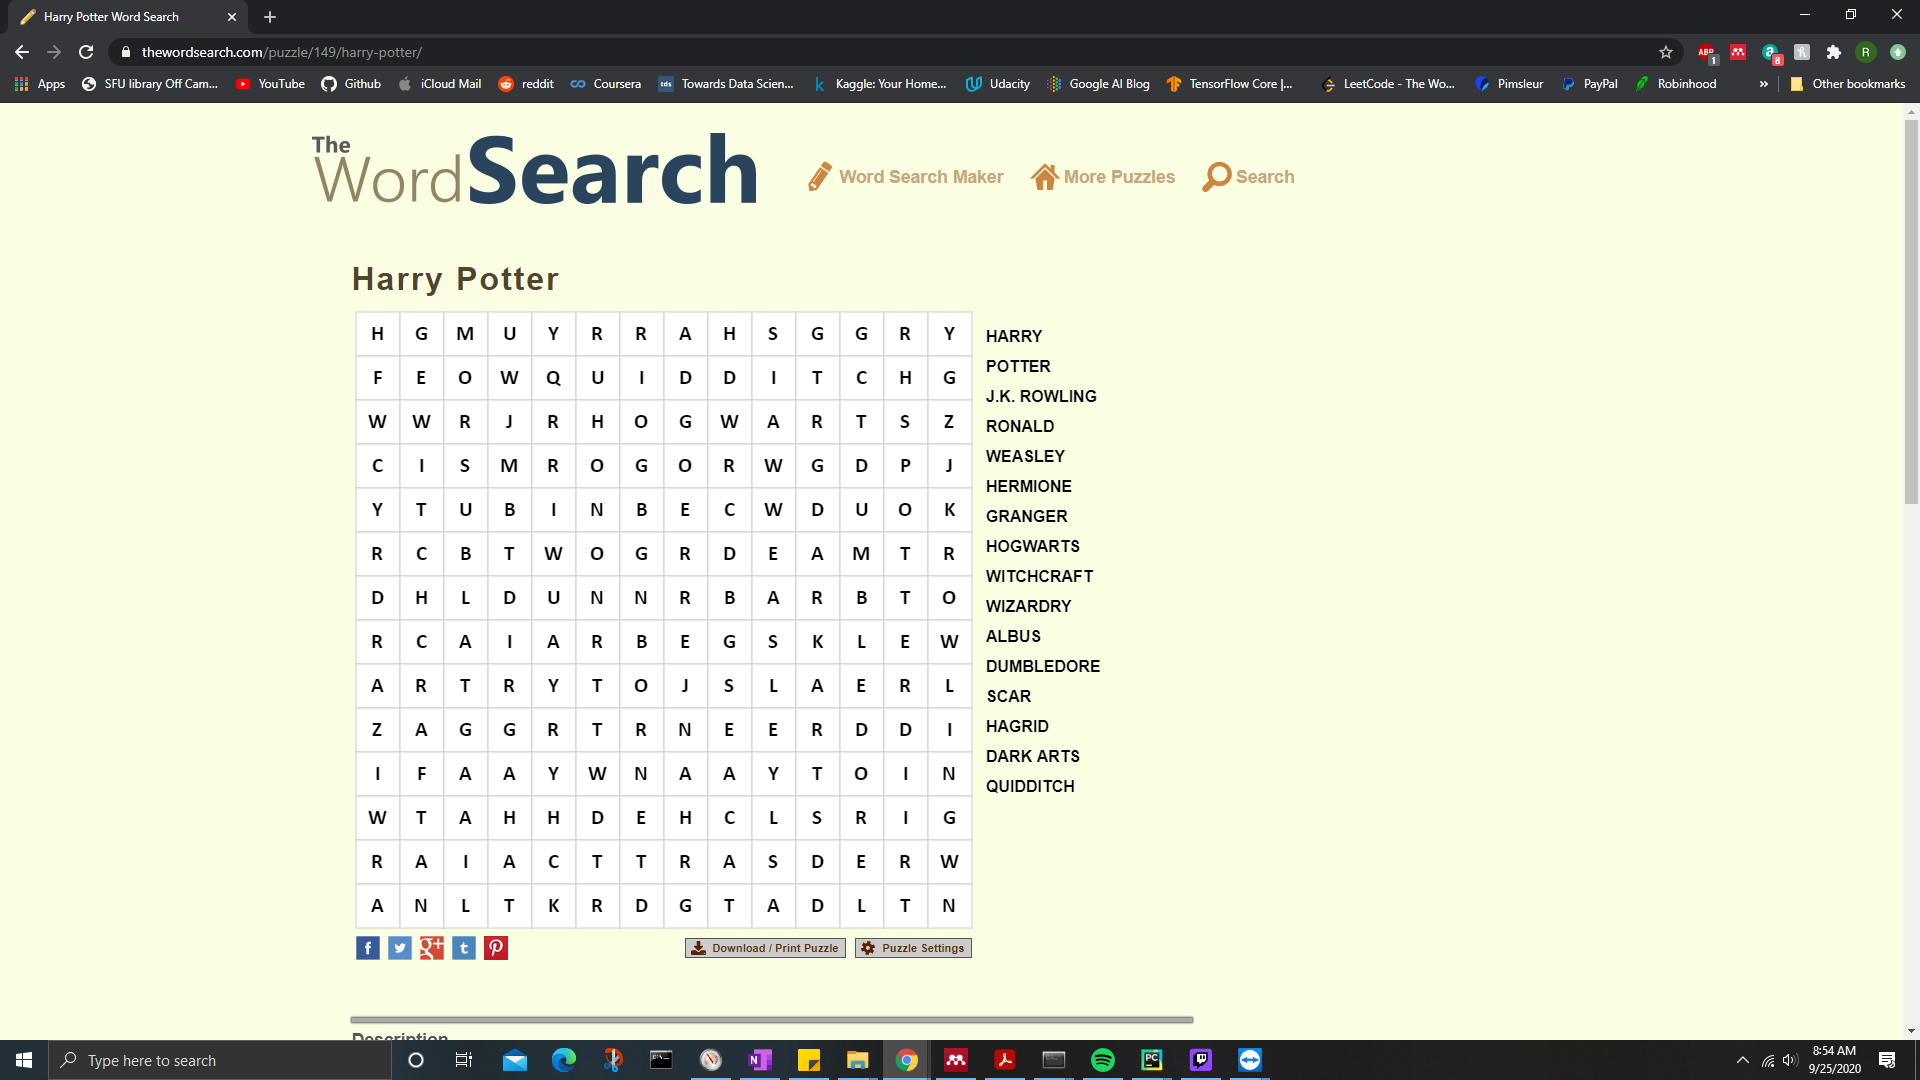 Harry Potter Word Search
thewordsearch.com/puzzle/149/harry-potter/
ABP 1 8 R
Apps SFU library Off Cam... YouTube Github iCloud Mail reddit Coursera tds Towards Data Scien... Kaggle: Your Home... Udacity Google AI Blog TensorFlow Core |... LeetCode - The Wo... Pimsleur PayPal Robinhood » Other bookmarks
The
WordSearch
Word Search Maker More Puzzles Search
Harry Potter
H G M U Y R R A H S G G R Y
F E O W Q U I D D I T C H G
W W R J R H O G W A R T S Z
C I S M R O G O R W G D P J
Y T U B I N B E C W D U O K
R C B T W O G R D E A M T R
D H L D U N N R B A R B T O
R C A I A R B E G S K L E W
A R T R Y T O J S L A E R L
Z A G G R T R N E E R D D I
I F A A Y W N A A Y T O I N
W T A H H D E H C L S R I G
R A I A C T T R A S D E R W
A N L T K R D G T A D L T N
HARRY
POTTER
J.K. ROWLING
RONALD
WEASLEY
HERMIONE
GRANGER
HOGWARTS
WITCHCRAFT
WIZARDRY
ALBUS
DUMBLEDORE
SCAR
HAGRID
DARK ARTS
QUIDDITCH
Download / Print Puzzle Puzzle Settings
Description
Type here to search
8:54 AM
9/25/2020